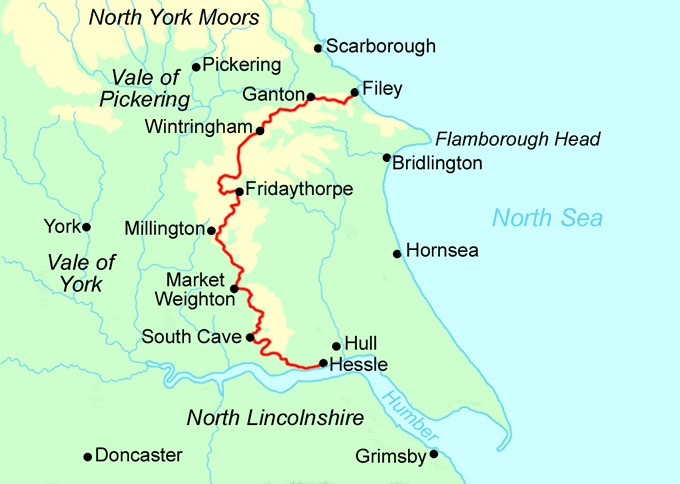 North York Moors
Scarborough
Pickering
Vale of
Pickering
Ganton
Filey
Wintringham
Flamborough Head
Bridlington
Fridaythorpe
North Sea
York
Millington
Hornsea
Vale of
York
Market
Weighton
South Cave
Hull
Hessle
Humber
North Lincolnshire
Doncaster
Grimsby